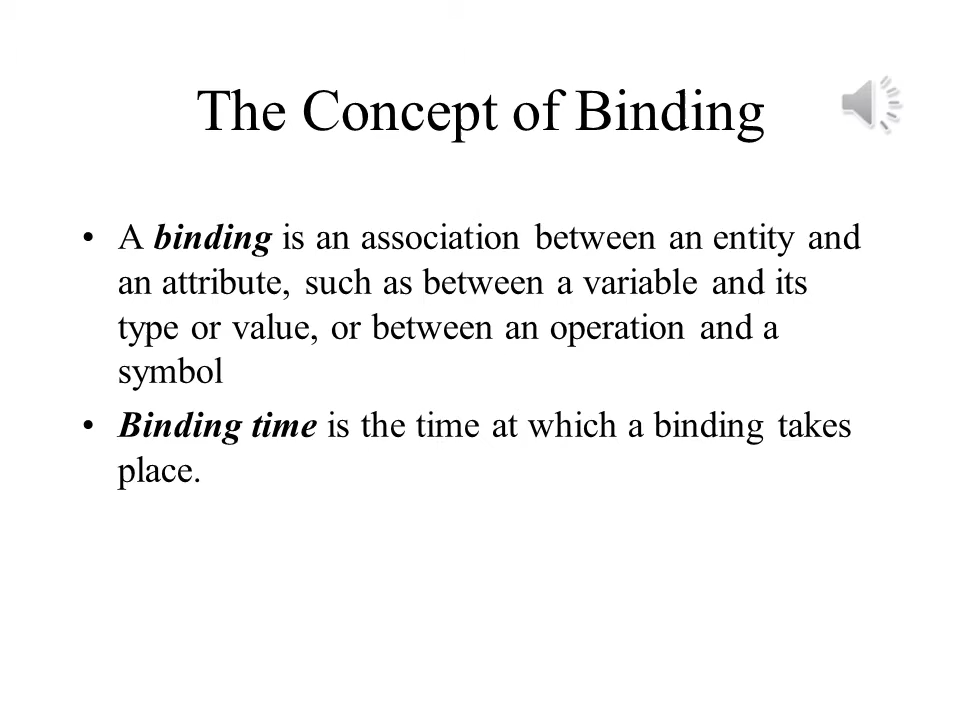 The Concept of Binding
• A binding is an association between an entity and
an attribute, such as between a variable and its
type or value, or between an operation and a
symbol
• Binding time is the time at which a binding takes
place.